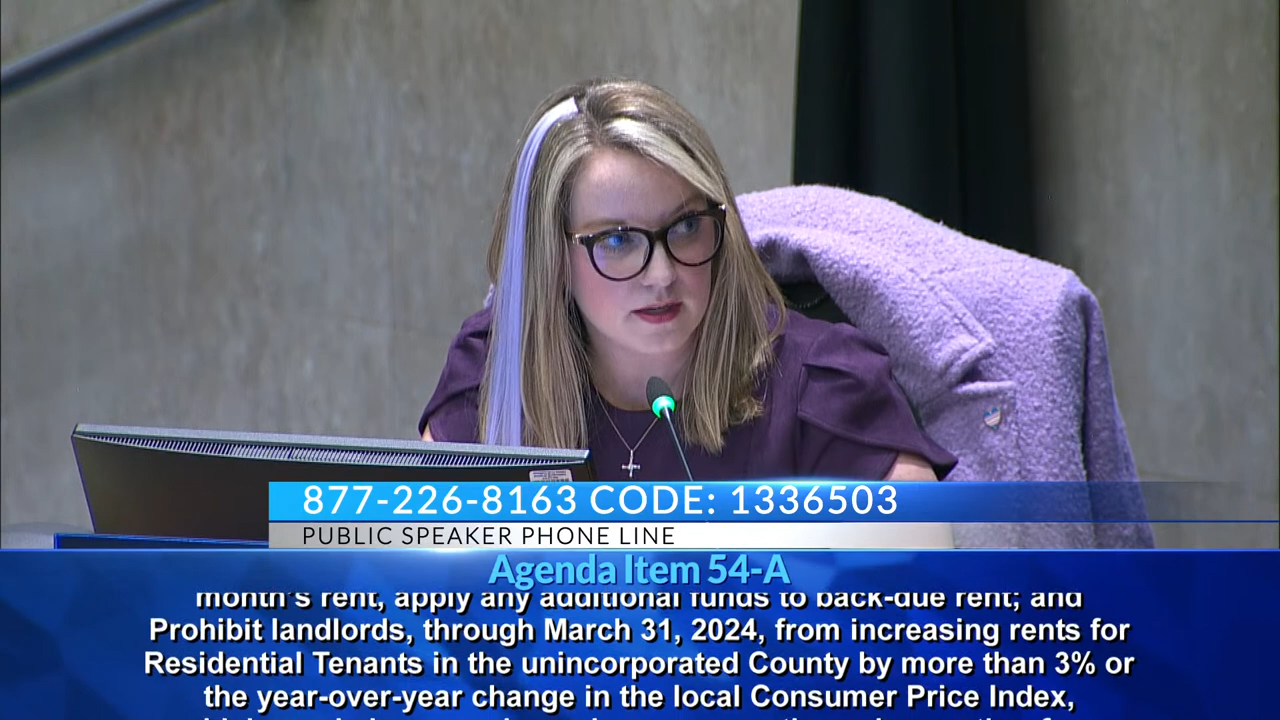 877-226-8163 CODE: 1336503
PUBLIC SPEAKER PHONE LINE
Agenda Item 54-A
month's rent, apply any additional funds to back-due rent; and
Prohibit landlords, through March 31, 2024, from increasing rents for
Residential Tenants in the unincorporated County by more than 3% or
the year-over-year change in the local Consumer Price Index,